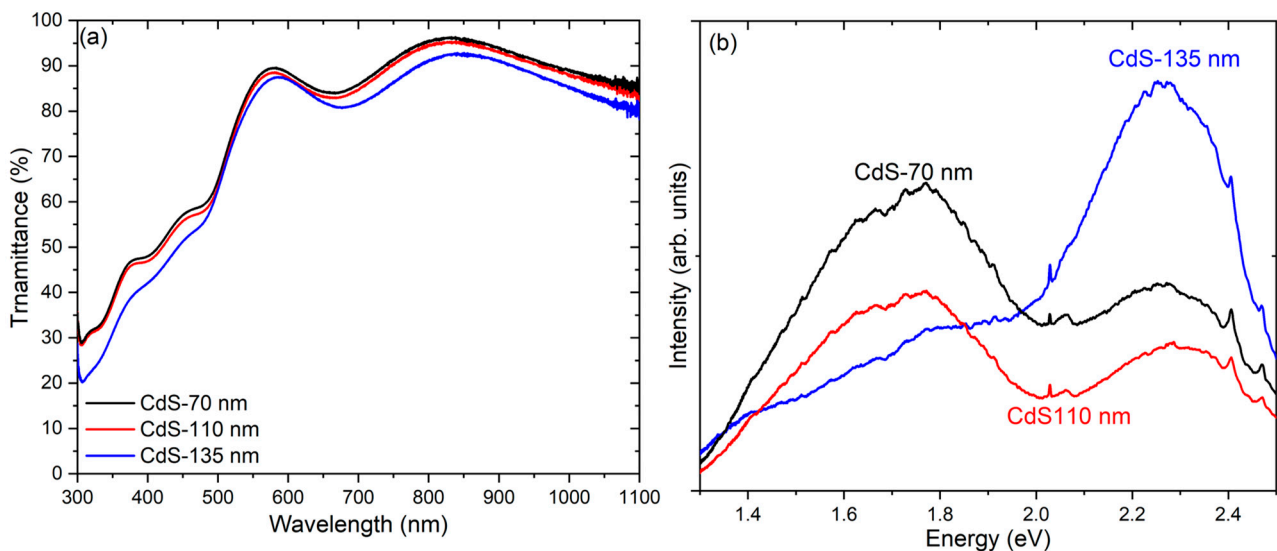 (a)
Trnamittance (%)
100
90
80
70
60
50
40
30
20
10
0
CdS-70 nm
CdS-110 nm
CdS-135 nm
300 400 500 600 700 800 900 1000 1100
Wavelength (nm)
(b)
Intensity (arb. units)
CdS-135 nm
CdS-70 nm
CdS110 nm
1.4 1.6 1.8 2.0 2.2 2.4
Energy (eV)